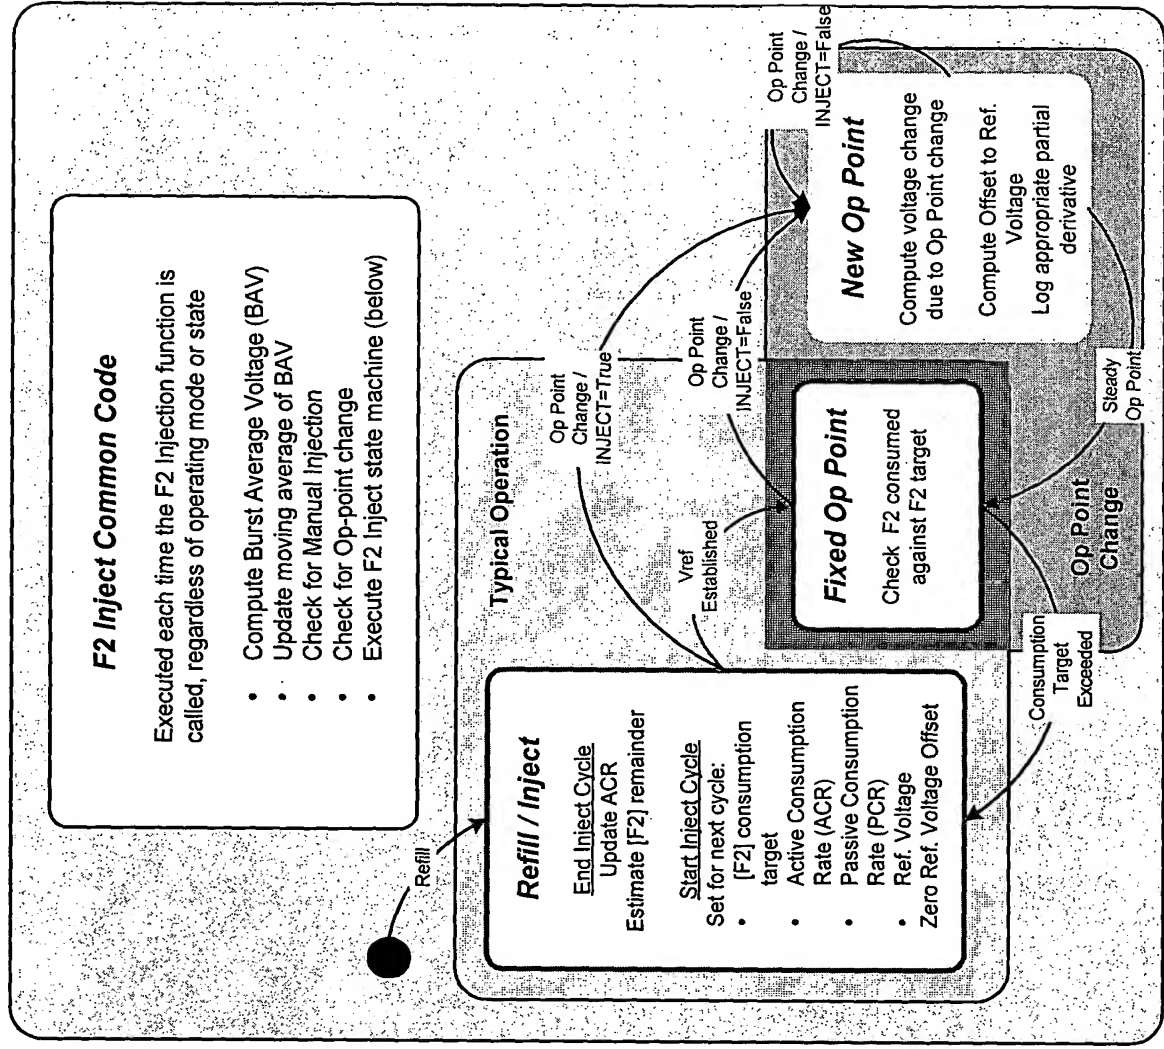 F2 Inject Common Code
Executed each time the F2 Injection function is
called, regardless of operating mode or state
• Compute Burst Average Voltage (BAV)
• Update moving average of BAV
• Check for Manual Injection
• Check for Op-point change
• Execute F2 Inject state machine (below)
Refill
Typical Operation
Refill / Inject
End Inject Cycle
Update ACR
Estimate [F2] remainder
Start Inject Cycle
Set for next cycle:
• [F2] consumption
target
• Active Consumption
Rate (ACR)
• Passive Consumption
Rate (PCR)
• Ref. Voltage
Zero Ref. Voltage Offset
Op Point
Change /
INJECT=True
Vref
Established
Op Point
Change /
INJECT=False
Op Point
Change /
INJECT=False
Fixed Op Point
Check F2 consumed
against F2 target
New Op Point
Compute voltage change
due to Op Point change
Compute Offset to Ref.
Voltage
Log appropriate partial
derivative
Consumption
Target
Exceeded
Op Point
Change
Steady
Op Point